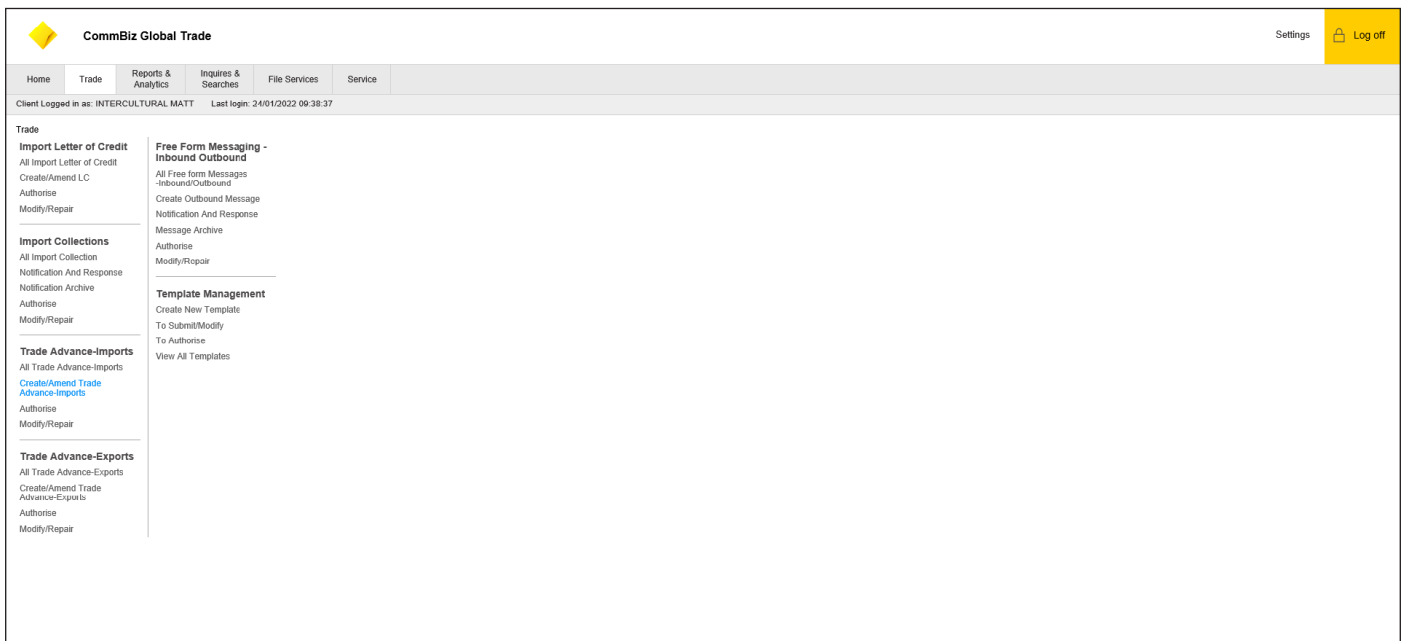 CommBiz Global Trade
Settings
Log off
Home
Trade
Reports &
Analytics
Inquires &
Searches
File Services
Service
Client Logged in as: INTERCULTURAL MATT Last login: 24/01/2022 09:38:37
Trade
Import Letter of Credit
All Import Letter of Credit
Create/Amend LC
Authorise
Modify/Repair
Import Collections
All Import Collection
Notification And Response
Notification Archive
Authorise
Modify/Repair
Trade Advance-Imports
All Trade Advance-Imports
Create/Amend Trade
Advance-Imports
Authorise
Modify/Repair
Trade Advance-Exports
All Trade Advance-Exports
Create/Amend Trade
Advance-Exports
Authorise
Modify/Repair
Free Form Messaging -
Inbound Outbound
All Free form Messages
-Inbound/Outbound
Create Outbound Message
Notification And Response
Message Archive
Authorise
Modify/Repair
Template Management
Create New Template
To Submit/Modify
To Authorise
View All Templates